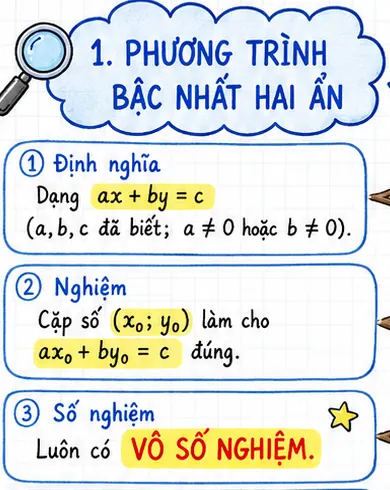 1. PHƯƠNG TRÌNH
BẬC NHẤT HAI ẨN
① Định nghĩa
Dạng ax + by = c
(a, b, c đã biết; a ≠ 0 hoặc b ≠ 0).
② Nghiệm
Cặp số (x₀; y₀) làm cho
ax₀ + by₀ = c đúng.
③ Số nghiệm
Luôn có VÔ SỐ NGHIỆM.